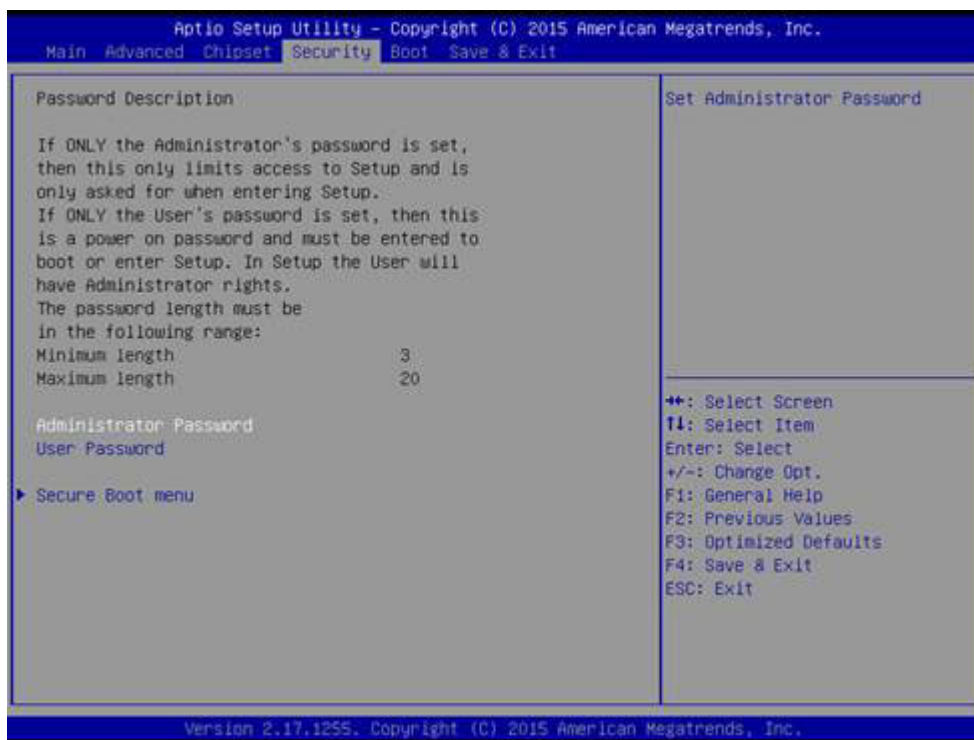 Aptio Setup Utility – Copyright (C) 2015 American Megatrends, Inc.
Main Advanced Chipset Security Boot Save & Exit
Password Description
If ONLY the Administrator's password is set,
then this only limits access to Setup and is
only asked for when entering Setup.
If ONLY the User's password is set, then this
is a power on password and must be entered to
boot or enter Setup. In Setup the User will
have Administrator rights.
The password length must be
in the following range:
Minimum length 3
Maximum length 20
Administrator Password
User Password
Secure Boot menu
Set Administrator Password
→←: Select Screen
↑↓: Select Item
Enter: Select
+/-: Change Opt.
F1: General Help
F2: Previous Values
F3: Optimized Defaults
F4: Save & Exit
ESC: Exit
Version 2.17.1255. Copyright (C) 2015 American Megatrends, Inc.